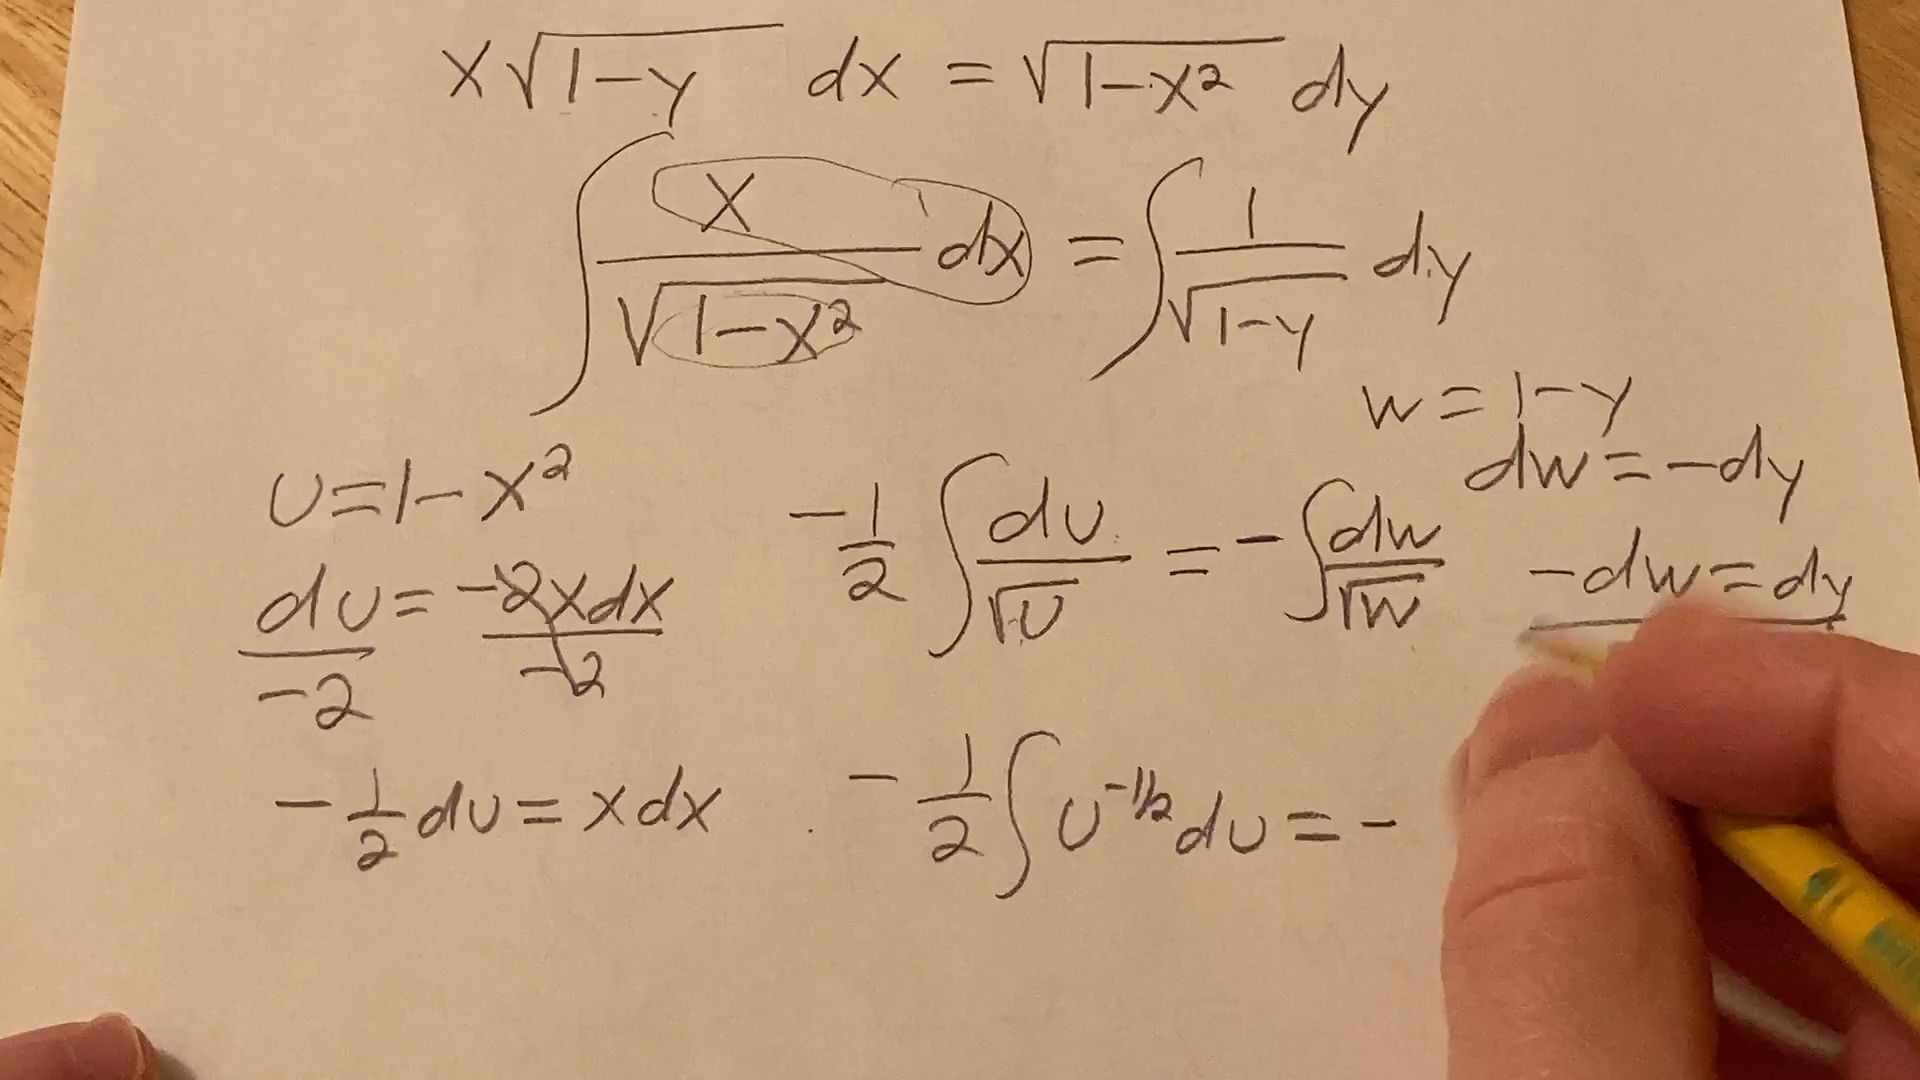 x√1-y dx = √1-x² dy
∫ x/√1-x² dx = ∫ 1/√1-y dy
w = 1-y
dw = -dy
-dw = dy
u = 1-x²
du/-2 = -2xdx/-2
-1/2 du = x dx
-1/2 ∫ du/√u = -∫ dw/√w
-1/2 ∫ u^-1/2 du = -